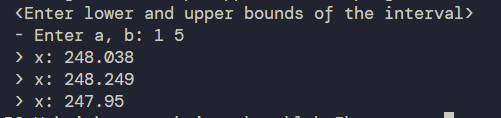 <Enter lower and upper bounds of the interval>
- Enter a, b: 1 5
> x: 248.038
> x: 248.249
> x: 247.95